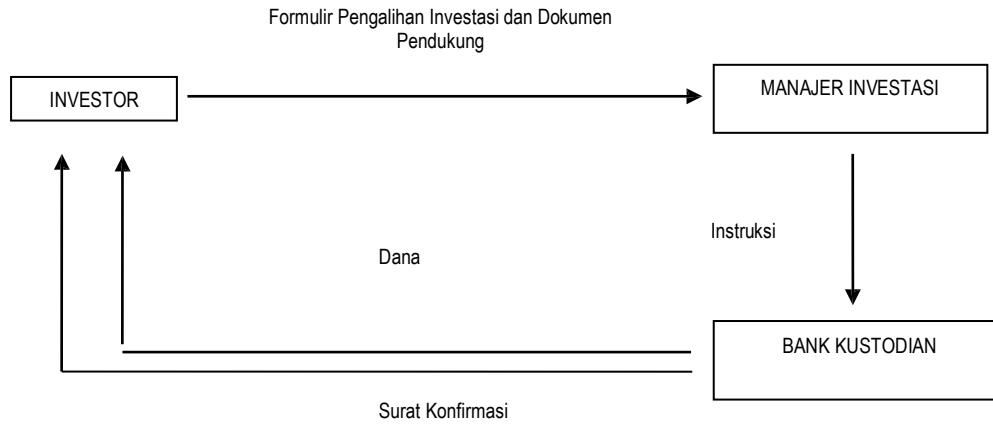 Formulir Pengalihan Investasi dan Dokumen
Pendukung
INVESTOR
MANAJER INVESTASI
Instruksi
Dana
BANK KUSTODIAN
Surat Konfirmasi